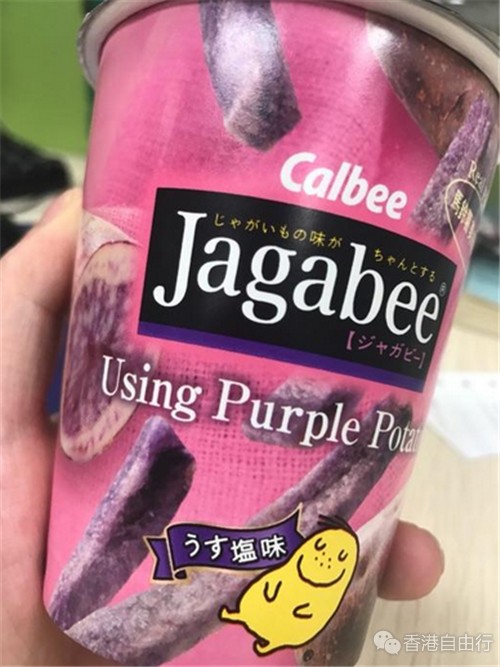 Calbee
じゃがいもの味が ちゃんとする
Jagabee®
【ジャガビー】
Using Purple
うす塩味
香港自由行